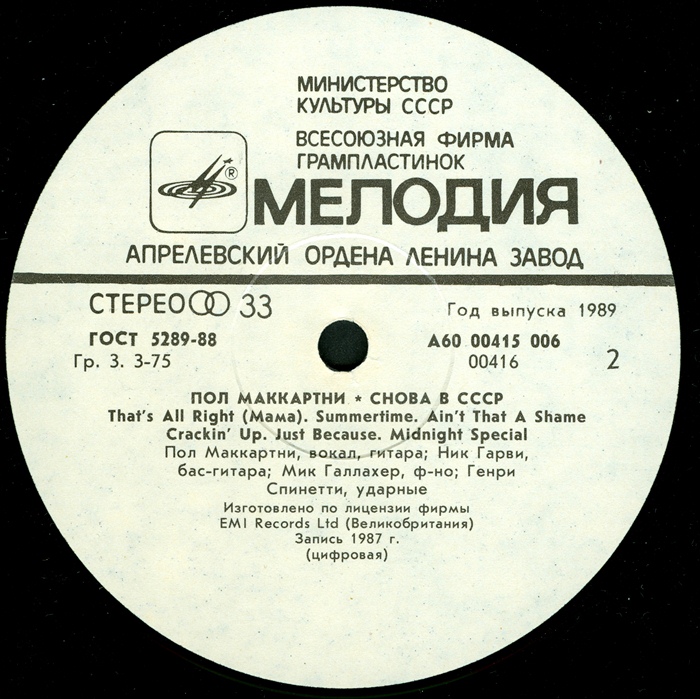 МИНИСТЕРСТВО
КУЛЬТУРЫ СССР
ВСЕСОЮЗНАЯ ФИРМА
ГРАМПЛАСТИНОК
®
МЕЛОДИЯ
АПРЕЛЕВСКИЙ ОРДЕНА ЛЕНИНА ЗАВОД
СТЕРЕО 33
Год выпуска 1989
ГОСТ 5289-88
А60 00415 006
Гр. 3. 3-75
00416
2
ПОЛ МАККАРТНИ * СНОВА В СССР
That's All Right (Мама). Summertime. Ain't That A Shame
Crackin' Up. Just Because. Midnight Special
Пол Маккартни, вокал, гитара; Ник Гарви,
бас-гитара; Мик Галлахер, ф-но; Генри
Спинетти, ударные
Изготовлено по лицензии фирмы
EMI Records Ltd (Великобритания)
Запись 1987 г.
(цифровая)